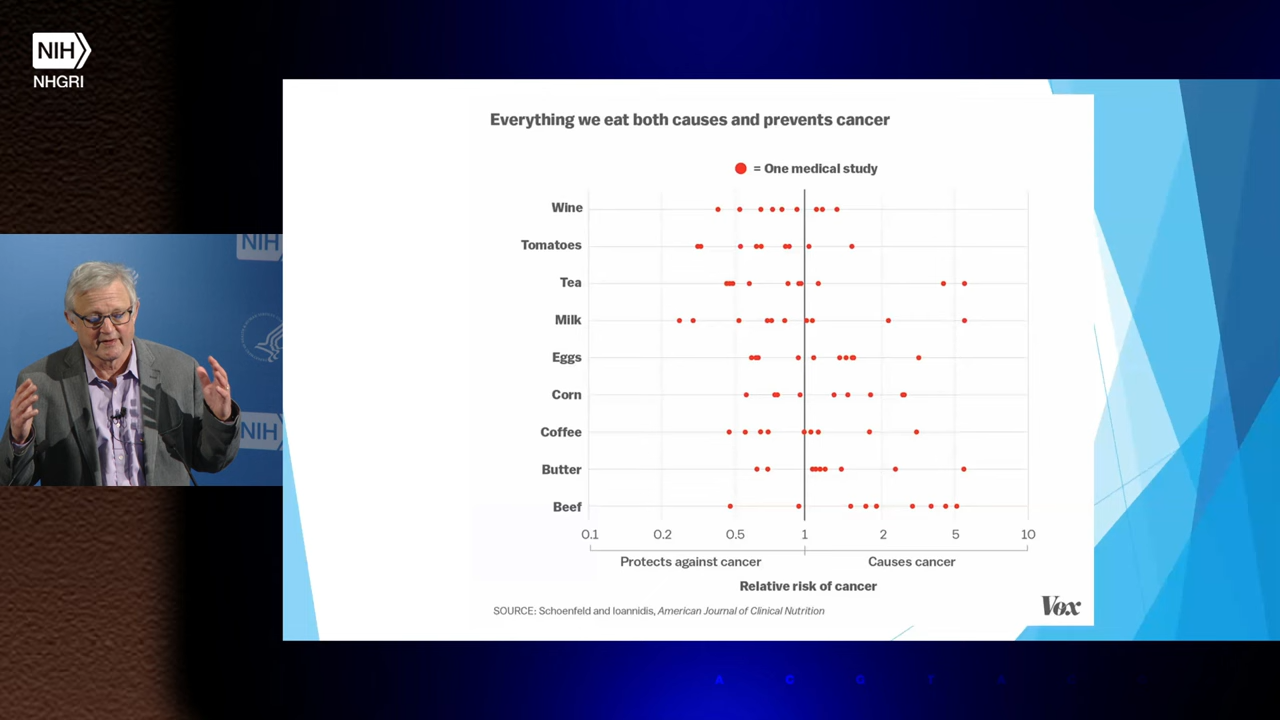 NIH
NHGRI
NIH
NIH
Everything we eat both causes and prevents cancer
= One medical study
Wine
Tomatoes
Tea
Milk
Eggs
Corn
Coffee
Butter
Beef
0.1 0.2 0.5 1 2 5 10
Protects against cancer Causes cancer
Relative risk of cancer
SOURCE: Schoenfeld and Ioannidis, American Journal of Clinical Nutrition
Vox
A C G T